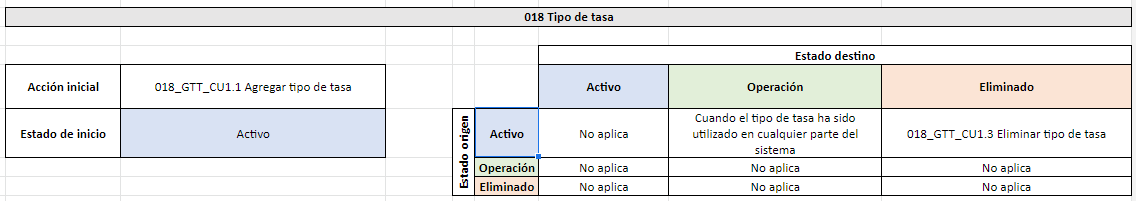 018 Tipo de tasa
Estado destino
Acción inicial 018_GTT_CU1.1 Agregar tipo de tasa
Activo Operación Eliminado
Estado de inicio Activo
Estado origen
Activo No aplica Cuando el tipo de tasa ha sido
utilizado en cualquier parte del
sistema
018_GTT_CU1.3 Eliminar tipo de tasa
Operación No aplica No aplica No aplica
Eliminado No aplica No aplica No aplica